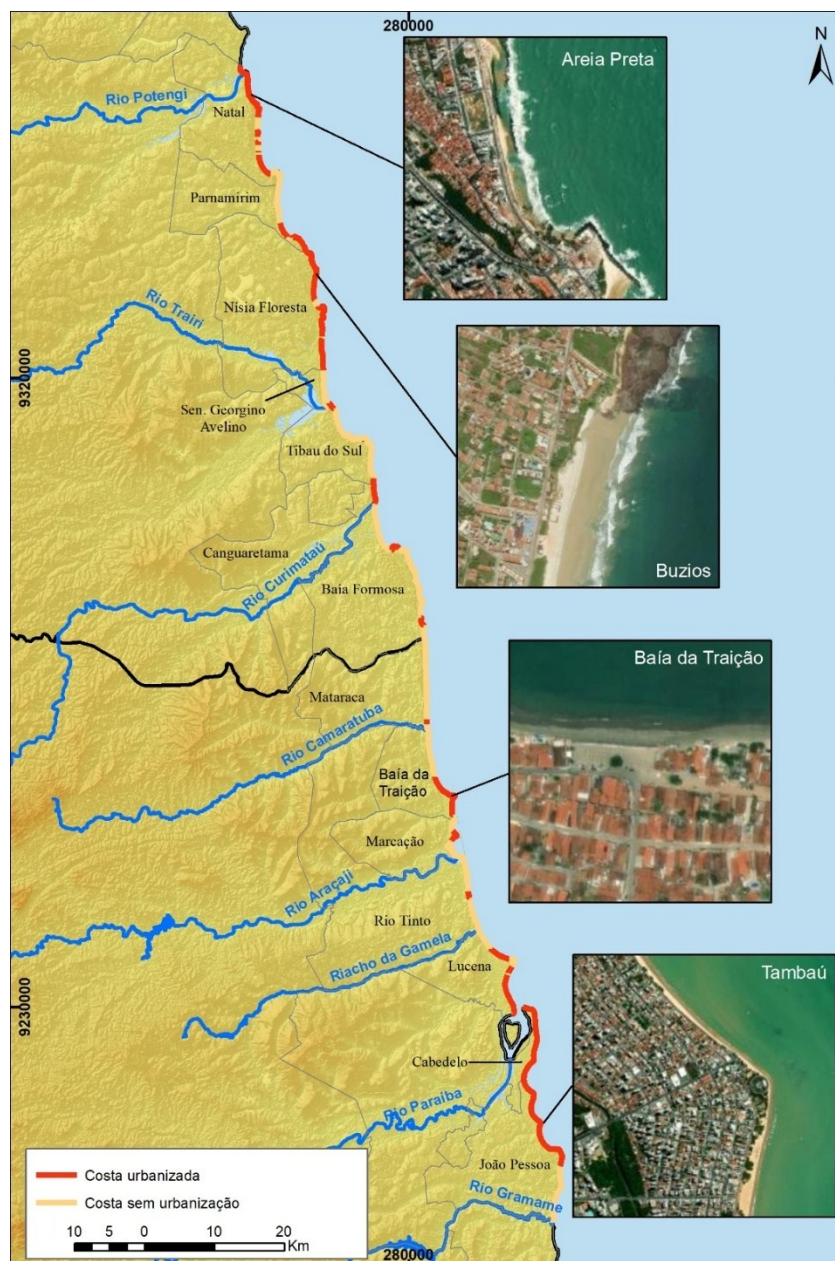 280000
N
Areia Preta
Rio Potengi
Natal
Parnamirim
Nísia Floresta
Rio Trairi
9320000
Sen. Georgino
Avelino
Tibau do Sul
Buzios
Canguaretama
Rio Curimataú
Baía Formosa
Baía da Traição
Mataraca
Rio Camaratuba
Baía da
Traição
Marcação
Rio Araçaji
Rio Tinto
Riacho da Gamela
Lucena
Tambaú
9230000
Cabedelo
Rio Paraiba
João Pessoa
Rio Gramame
Costa urbanizada
Costa sem urbanização
10 5 0 10 20
Km
280000